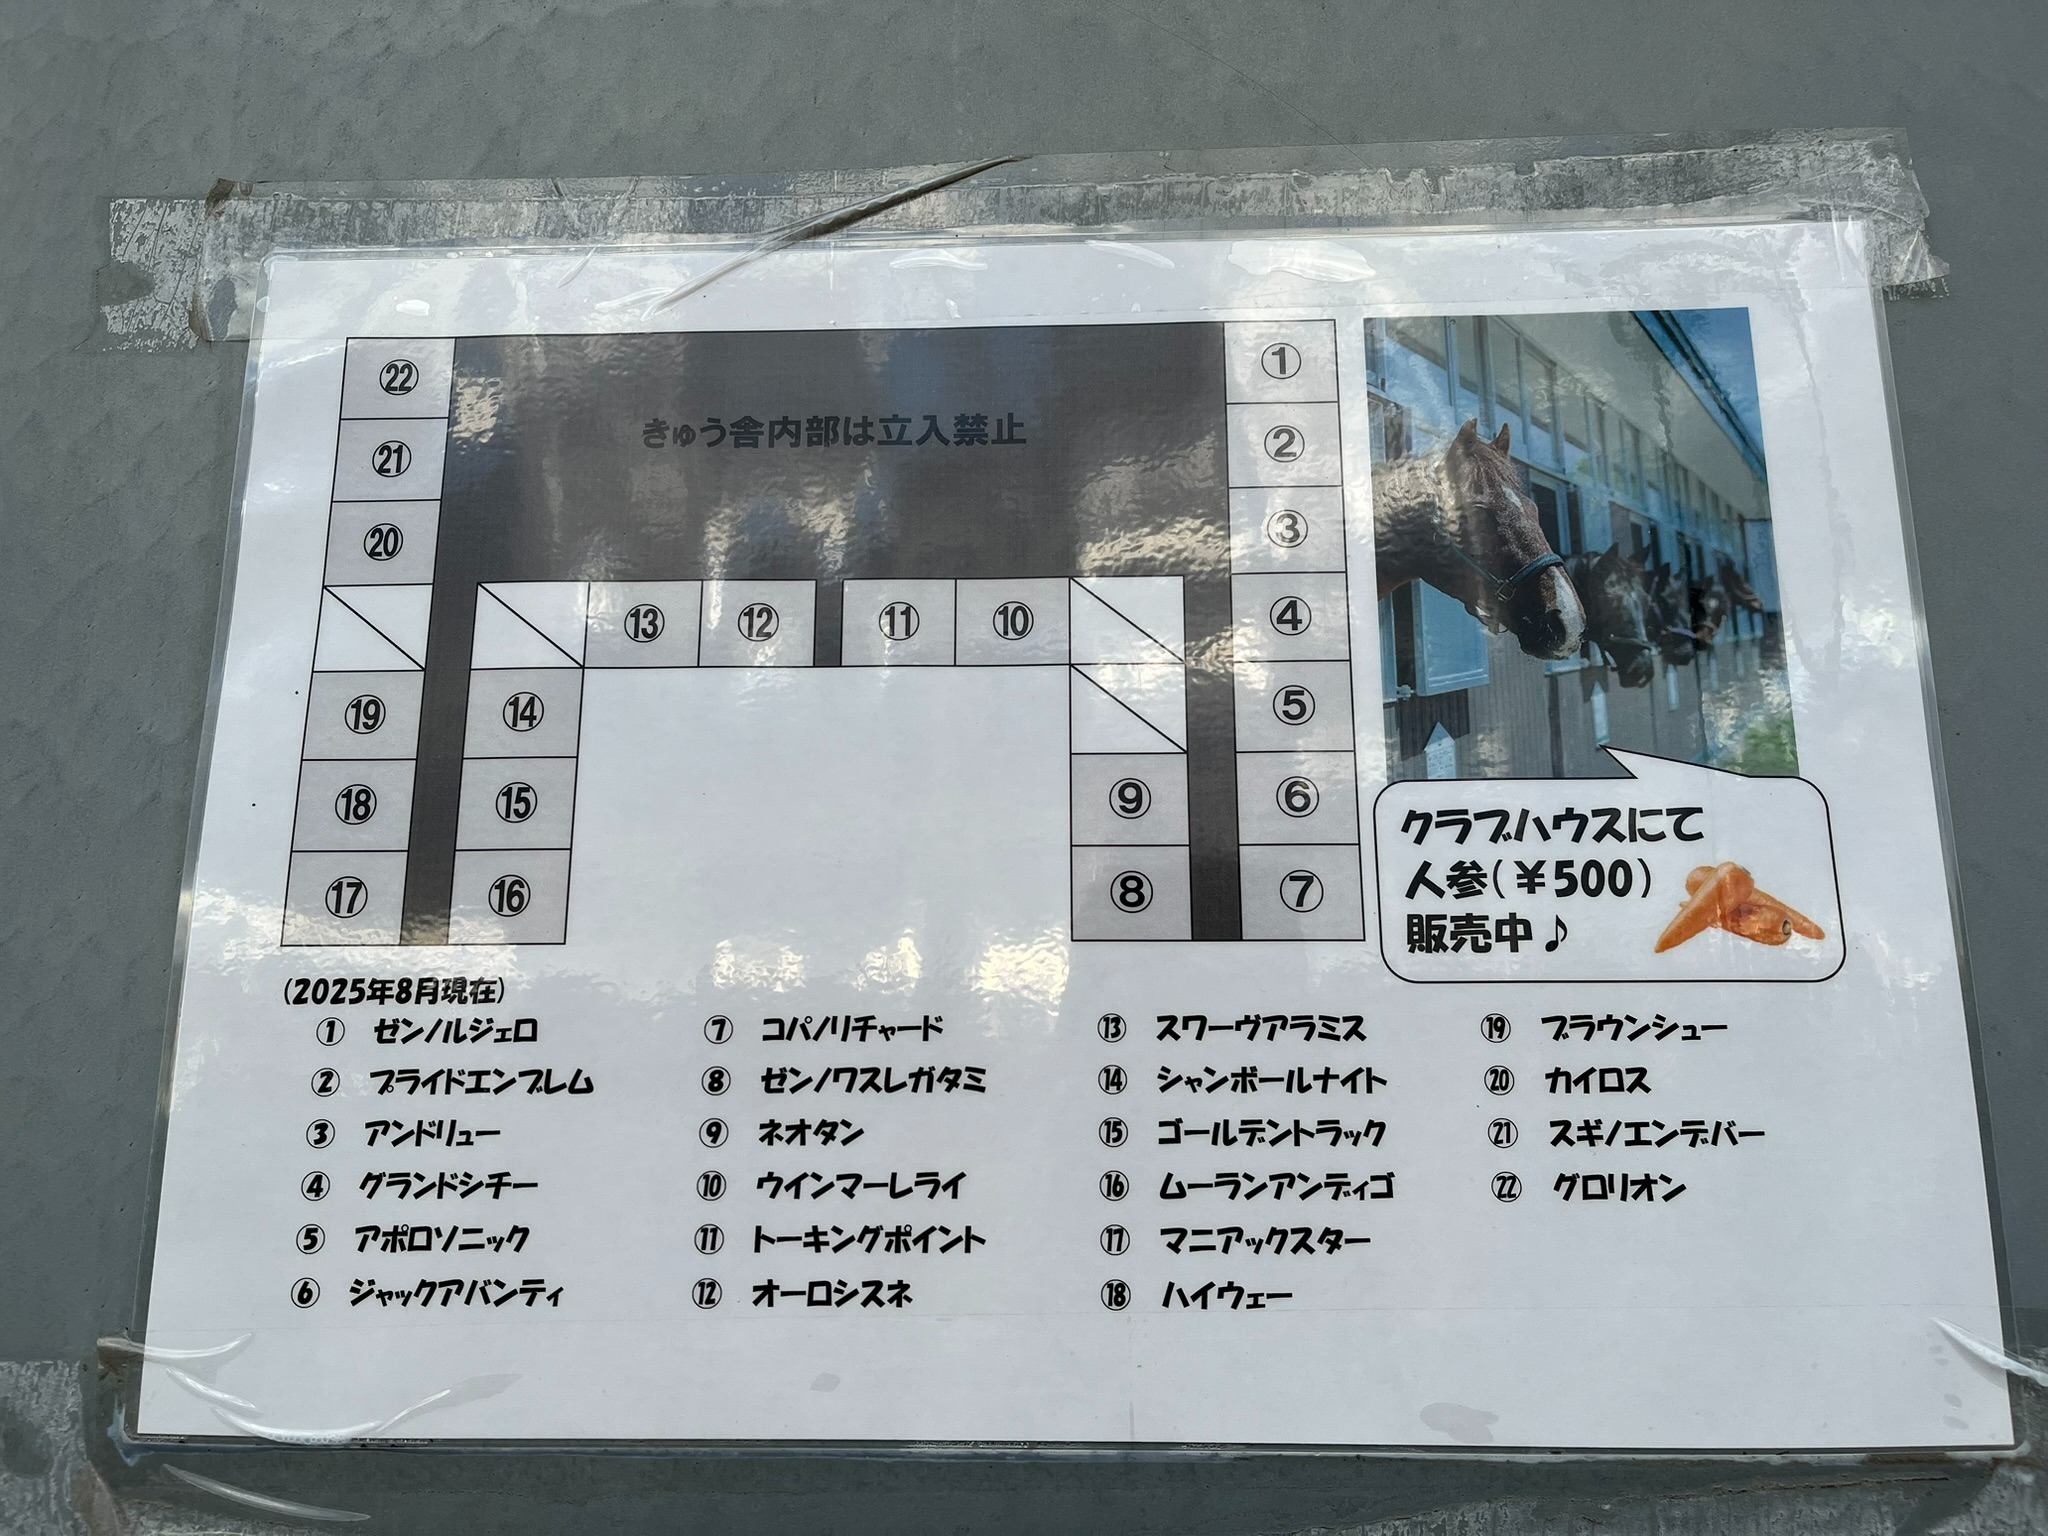 ㉒
①
きゅう舎内部は立入禁止
㉑
②
⑳
③
⑬ ⑫ ⑪ ⑩
④
⑲ ⑭
⑤
⑱ ⑮ ⑨
⑥
⑰ ⑯ ⑧
⑦
クラブハウスにて
人参(¥500)
販売中♪
(2025年8月現在)
① ゼンノルジェロ
② プライドエンブレム
③ アンドリュー
④ グランドシチー
⑤ アポロソニック
⑥ ジャックアバンティ
⑦ コパノリチャード
⑧ ゼンノワスレガタミ
⑨ ネオタン
⑩ ウインマーレライ
⑪ トーキングポイント
⑫ オーロシスネ
⑬ スワーヴアラミス
⑭ シャンボールナイト
⑮ ゴールデントラック
⑯ ムーランアンディゴ
⑰ マニアックスター
⑱ ハイウェー
⑲ ブラウンシュー
⑳ カイロス
㉑ スギノエンデバー
㉒ グロリオン